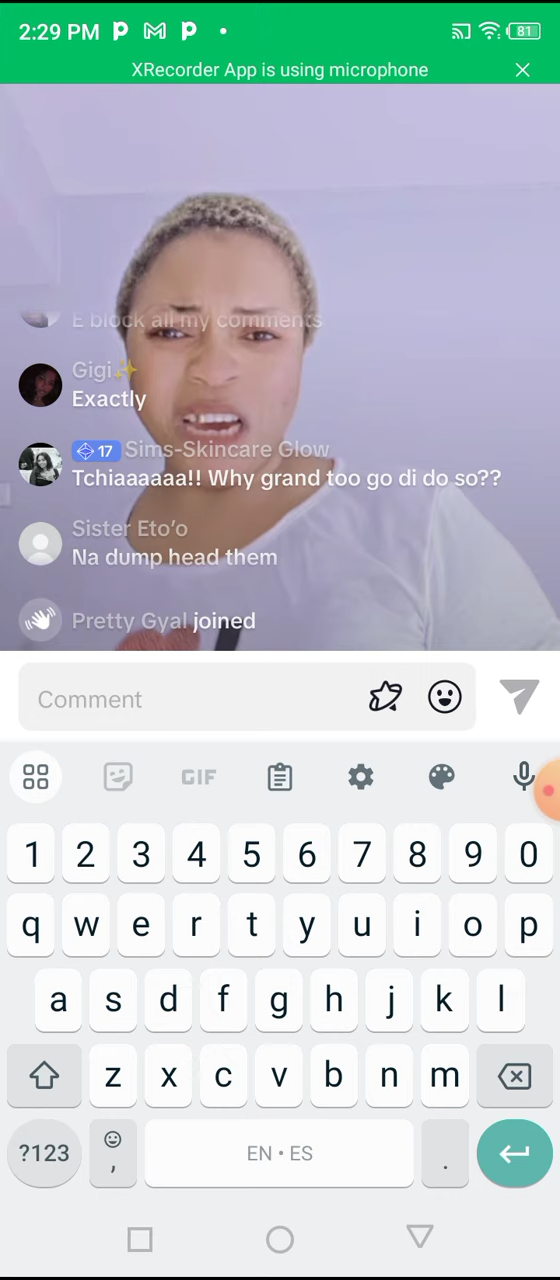 2:29 PM
81
XRecorder App is using microphone
E block all my comments
Gigi✨
Exactly
17 Sims-Skincare Glow
Tchiaaaaaa!! Why grand too go di do so??
Sister Eto’o
Na dump head them
Pretty Gyal joined
Comment
GIF
1 2 3 4 5 6 7 8 9 0
q w e r t y u i o p
a s d f g h j k l
z x c v b n m
?123 , EN • ES .